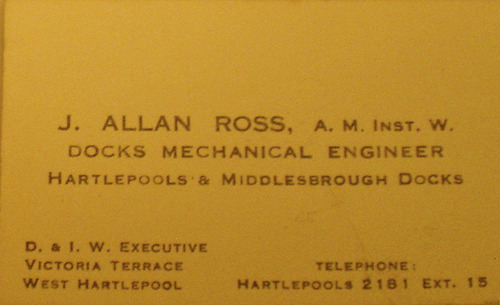 J. ALLAN ROSS, A. M. INST. W.
DOCKS MECHANICAL ENGINEER
HARTLEPOOLS & MIDDLESBROUGH DOCKS
D. & I. W. EXECUTIVE
VICTORIA TERRACE
WEST HARTLEPOOL
TELEPHONE:
HARTLEPOOLS 2181 EXT. 15